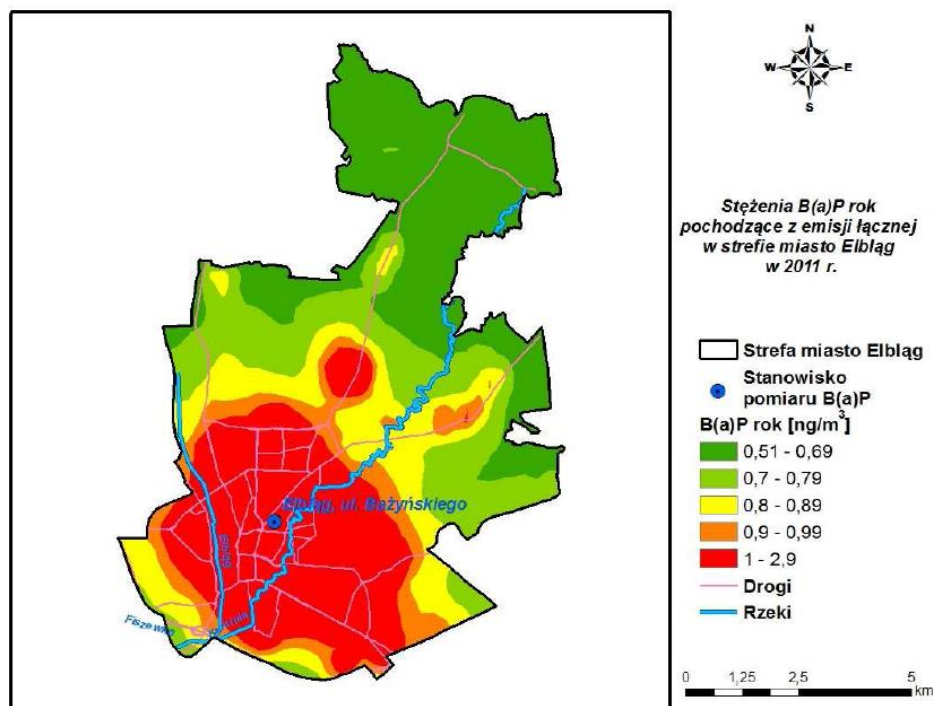 N
W E
S
Stężenia B(a)P rok
pochodzące z emisji łącznej
w strefie miasto Elbląg
w 2011 r.
Strefa miasto Elbląg
Stanowisko
pomiaru B(a)P
B(a)P rok [ng/m³]
0,51 - 0,69
0,7 - 0,79
0,8 - 0,89
0,9 - 0,99
1 - 2,9
Drogi
Rzeki
0 1,25 2,5 5
km
Elbląg, ul. Bażyńskiego
Elbląg
Fiszewka